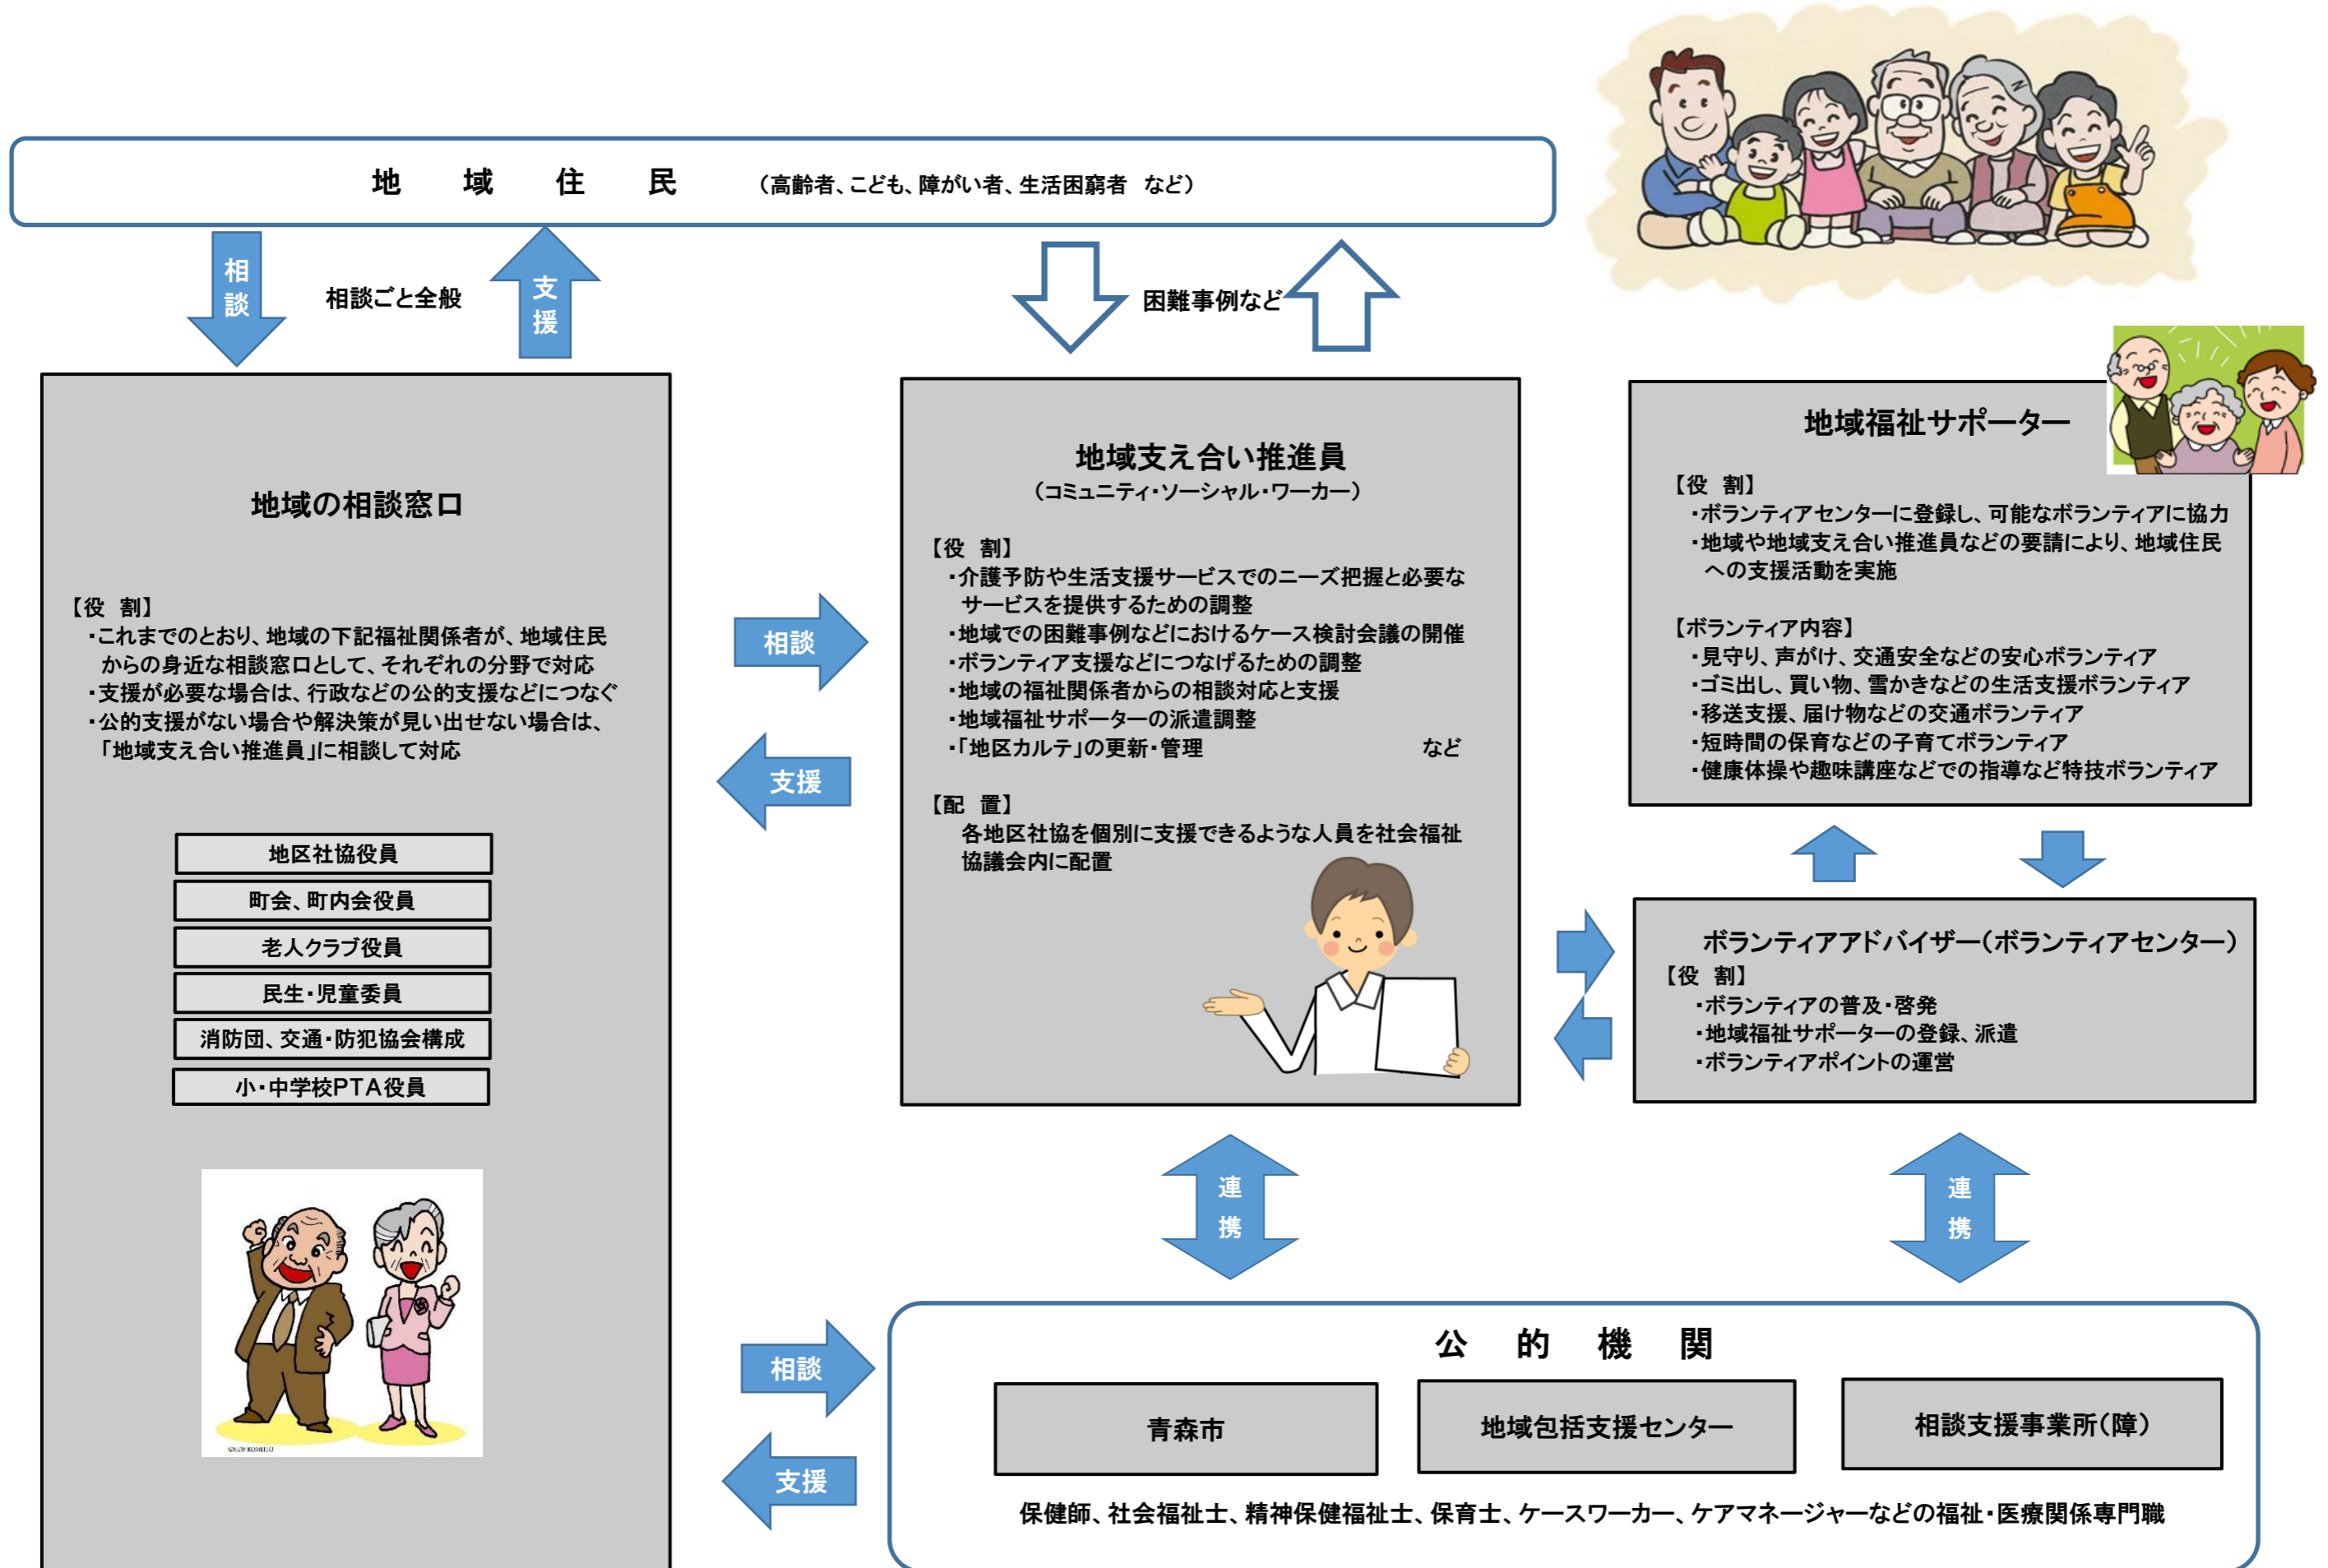 地域住民 （高齢者、こども、障がい者、生活困窮者 など）
相談
相談ごと全般
支援
困難事例など
地域の相談窓口
【役 割】
・これまでのとおり、地域の下記福祉関係者が、地域住民
からの身近な相談窓口として、それぞれの分野で対応
・支援が必要な場合は、行政などの公的支援などにつなぐ
・公的支援がない場合や解決策が見い出せない場合は、
「地域支え合い推進員」に相談して対応
地区社協役員
町会、町内会役員
老人クラブ役員
民生・児童委員
消防団、交通・防犯協会構成
小・中学校PTA役員
相談
支援
地域支え合い推進員
（コミュニティ・ソーシャル・ワーカー）
【役 割】
・介護予防や生活支援サービスでのニーズ把握と必要な
サービスを提供するための調整
・地域での困難事例などにおけるケース検討会議の開催
・ボランティア支援などにつなげるための調整
・地域の福祉関係者からの相談対応と支援
・地域福祉サポーターの派遣調整
・「地区カルテ」の更新・管理 など
【配 置】
各地区社協を個別に支援できるような人員を社会福祉
協議会内に配置
地域福祉サポーター
【役 割】
・ボランティアセンターに登録し、可能なボランティアに協力
・地域や地域支え合い推進員などの要請により、地域住民
への支援活動を実施
【ボランティア内容】
・見守り、声がけ、交通安全などの安心ボランティア
・ゴミ出し、買い物、雪かきなどの生活支援ボランティア
・移送支援、届け物などの交通ボランティア
・短時間の保育などの子育てボランティア
・健康体操や趣味講座などでの指導など特技ボランティア
ボランティアアドバイザー（ボランティアセンター）
【役 割】
・ボランティアの普及・啓発
・地域福祉サポーターの登録、派遣
・ボランティアポイントの運営
連携
連携
相談
支援
公的機関
青森市
地域包括支援センター
相談支援事業所（障）
保健師、社会福祉士、精神保健福祉士、保育士、ケースワーカー、ケアマネージャーなどの福祉・医療関係専門職